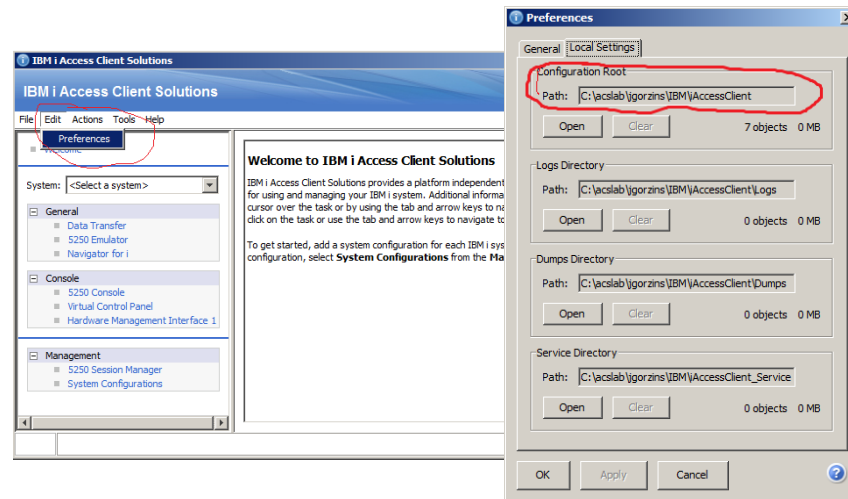 IBM i Access Client Solutions
IBM i Access Client Solutions
File Edit Actions Tools Help
Preferences
Welcome
System: <Select a system>
General
Data Transfer
5250 Emulator
Navigator for i
Console
5250 Console
Virtual Control Panel
Hardware Management Interface 1
Management
5250 Session Manager
System Configurations
Welcome to IBM i Access Client Solutions
IBM i Access Client Solutions provides a platform independent
for using and managing your IBM i system. Additional informa
cursor over the task or by using the tab and arrow keys to na
click on the task or use the tab and arrow keys to navigate to
To get started, add a system configuration for each IBM i sys
configuration, select System Configurations from the Ma
Preferences
General Local Settings
Configuration Root
Path: C:\acslab\jgorzins\IBM\iAccessClient
Open Clear 7 objects 0 MB
Logs Directory
Path: C:\acslab\jgorzins\IBM\iAccessClient\Logs
Open Clear 0 objects 0 MB
Dumps Directory
Path: C:\acslab\jgorzins\IBM\iAccessClient\Dumps
Open Clear 0 objects 0 MB
Service Directory
Path: C:\acslab\jgorzins\IBM\iAccessClient_Service
Open Clear 0 objects 0 MB
OK Apply Cancel